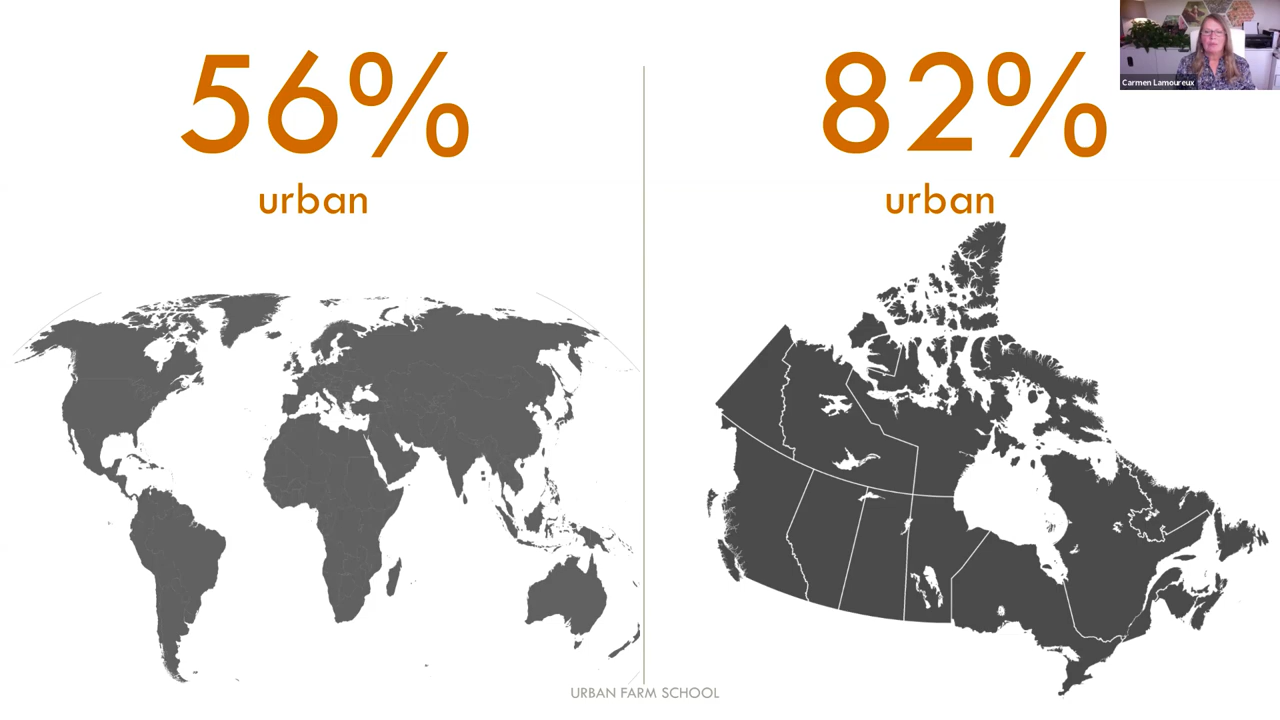 56%
urban
82%
urban
Carmen Lamoureux
URBAN FARM SCHOOL